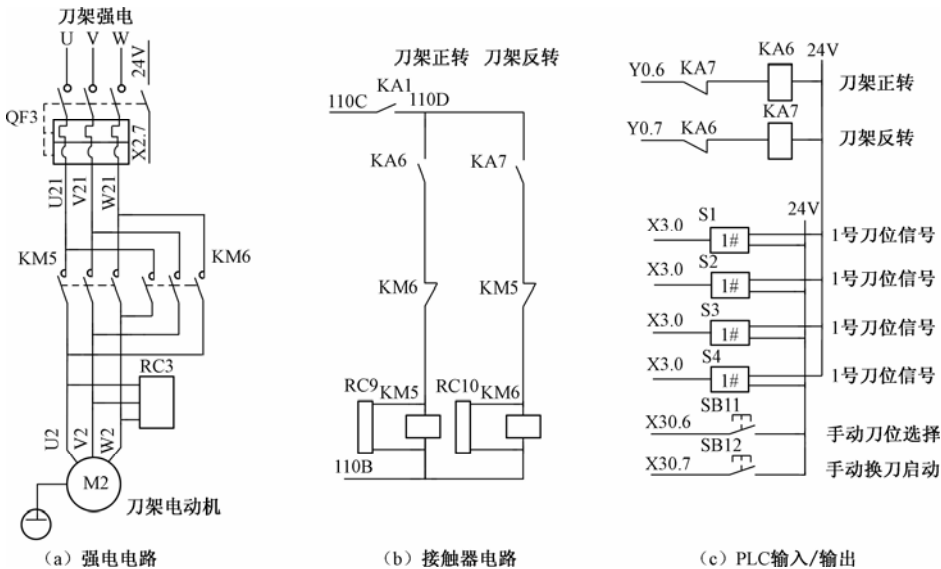 刀架强电
U V W
24V
QF3
X2.7
U21
V21
W21
KM5
KM6
RC3
U2
V2
W2
M2
刀架电动机
(a) 强电电路
刀架正转 刀架反转
KA1
110C
110D
KA6
KA7
KM6
KM5
RC9
KM5
RC10
KM6
110B
(b) 接触器电路
KA6
24V
Y0.6
KA7
刀架正转
KA7
Y0.7
KA6
刀架反转
24V
S1
X3.0
1#
1号刀位信号
S2
X3.0
1#
1号刀位信号
S3
X3.0
1#
1号刀位信号
S4
X3.0
1#
1号刀位信号
SB11
X30.6
手动刀位选择
SB12
X30.7
手动换刀启动
(c) PLC输入/输出